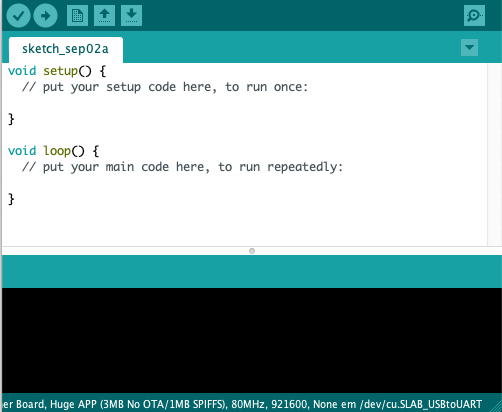 sketch_sep02a
void setup() {
// put your setup code here, to run once:
}
void loop() {
// put your main code here, to run repeatedly:
}
er Board, Huge APP (3MB No OTA/1MB SPIFFS), 80MHz, 921600, None em /dev/cu.SLAB_USBtoUART